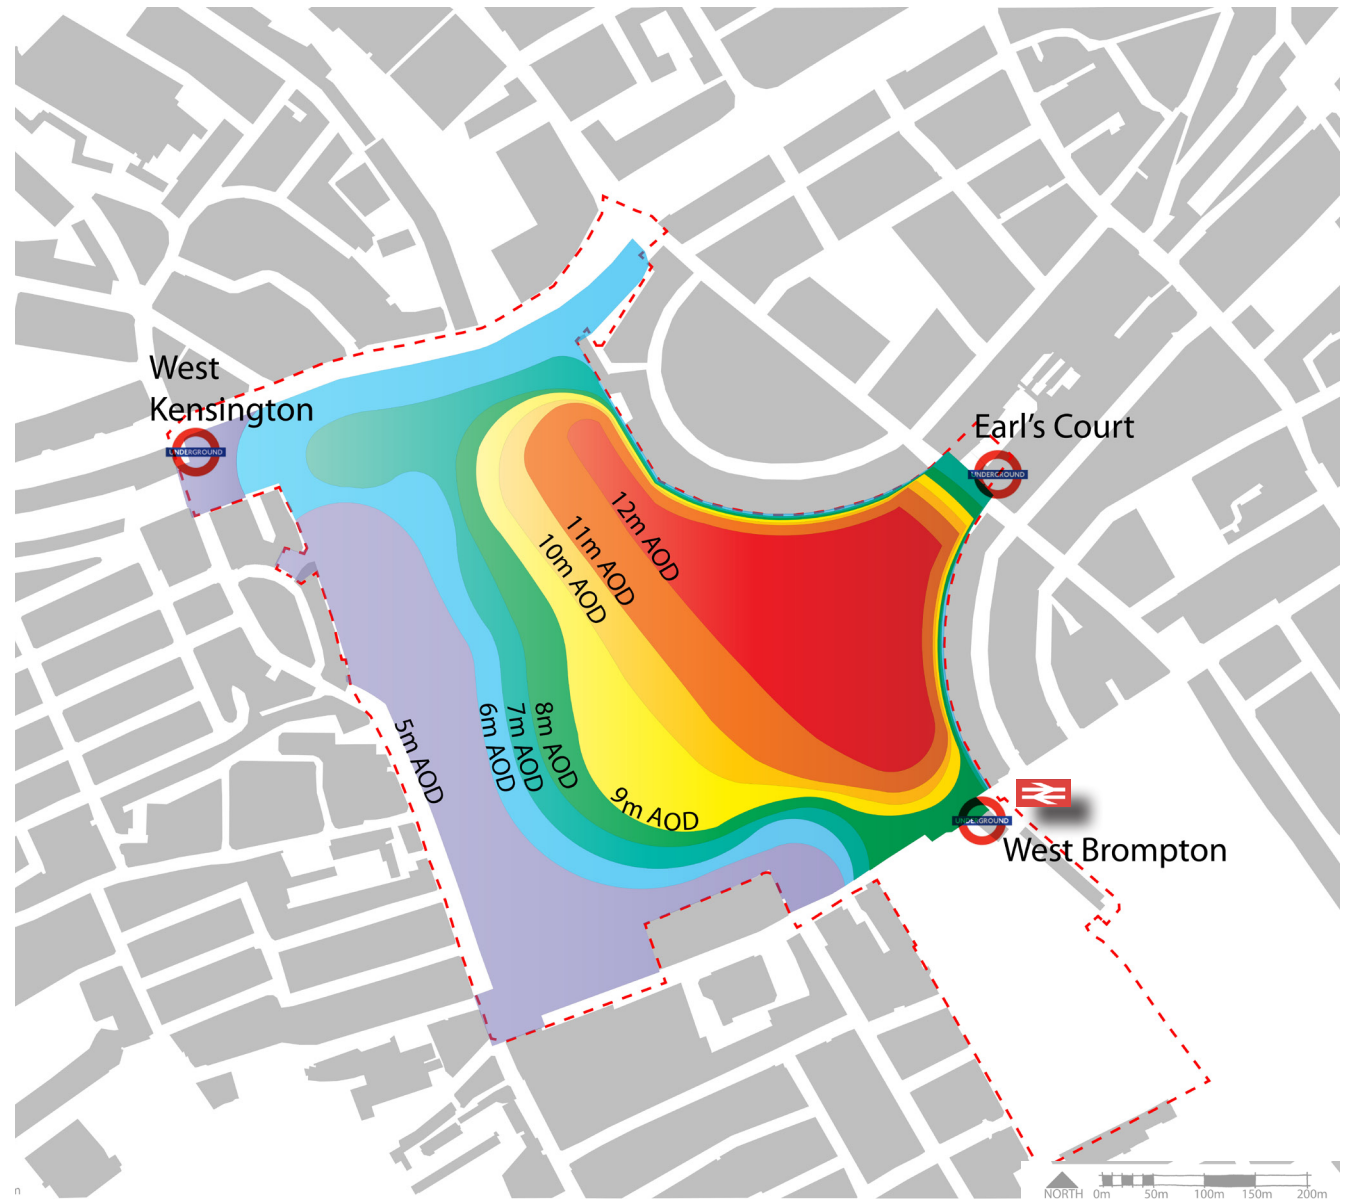 West
Kensington
UNDERGROUND
Earl's Court
UNDERGROUND
12m AOD
11m AOD
10m AOD
5m AOD
6m AOD
7m AOD
8m AOD
9m AOD
UNDERGROUND
West Brompton
n
NORTH 0m 50m 100m 150m 200m